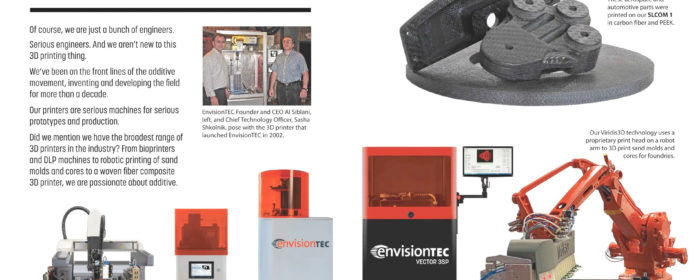 Of course, we are just a bunch of engineers.
Serious engineers. And we aren't new to this
3D printing thing.
We've been on the front lines of the additive
movement, inventing and developing the field
for more than a decade.
Our printers are serious machines for serious
prototypes and production.
Did we mention we have the broadest range of
3D printers in the industry? From bioprinters
and DLP machines to robotic printing of sand
molds and cores to a woven fiber composite
3D printer, we are passionate about additive.
EnvisionTEC Founder and CEO Al Siblani,
left, and Chief Technology Officer, Sasha
Shkolnik, pose with the 3D printer that
launched EnvisionTEC in 2002.
automotive parts were
printed on our SLCOM 1
in carbon fiber and PEEK.
Our Viridis3D technology uses a
proprietary print head on a robot
arm to 3D print sand molds and
cores for foundries.
envisionTEC
envisionTEC
VECTOR 3SP